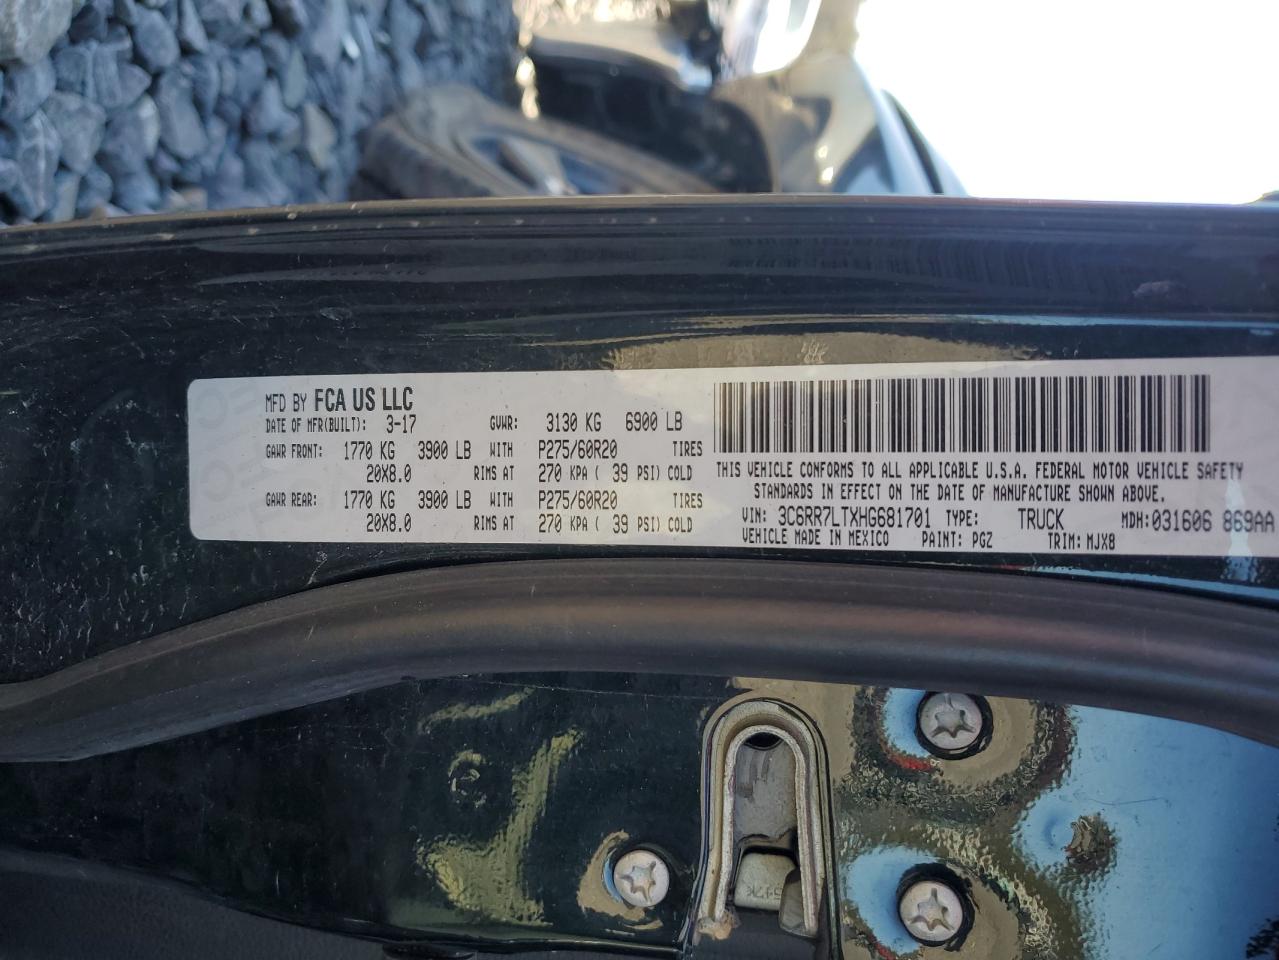 MFD BY FCA US LLC
DATE OF MFR(BUILT): 3-17 GVWR: 3130 KG 6900 LB
GAWR FRONT: 1770 KG 3900 LB WITH P275/60R20 TIRES
20X8.0 RIMS AT 270 KPA ( 39 PSI) COLD
GAWR REAR: 1770 KG 3900 LB WITH P275/60R20 TIRES
20X8.0 RIMS AT 270 KPA ( 39 PSI) COLD
THIS VEHICLE CONFORMS TO ALL APPLICABLE U.S.A. FEDERAL MOTOR VEHICLE SAFETY
STANDARDS IN EFFECT ON THE DATE OF MANUFACTURE SHOWN ABOVE.
VIN: 3C6RR7LTXHG681701 TYPE: TRUCK MDH:031606 869AA
VEHICLE MADE IN MEXICO PAINT: PGZ TRIM: MJX8